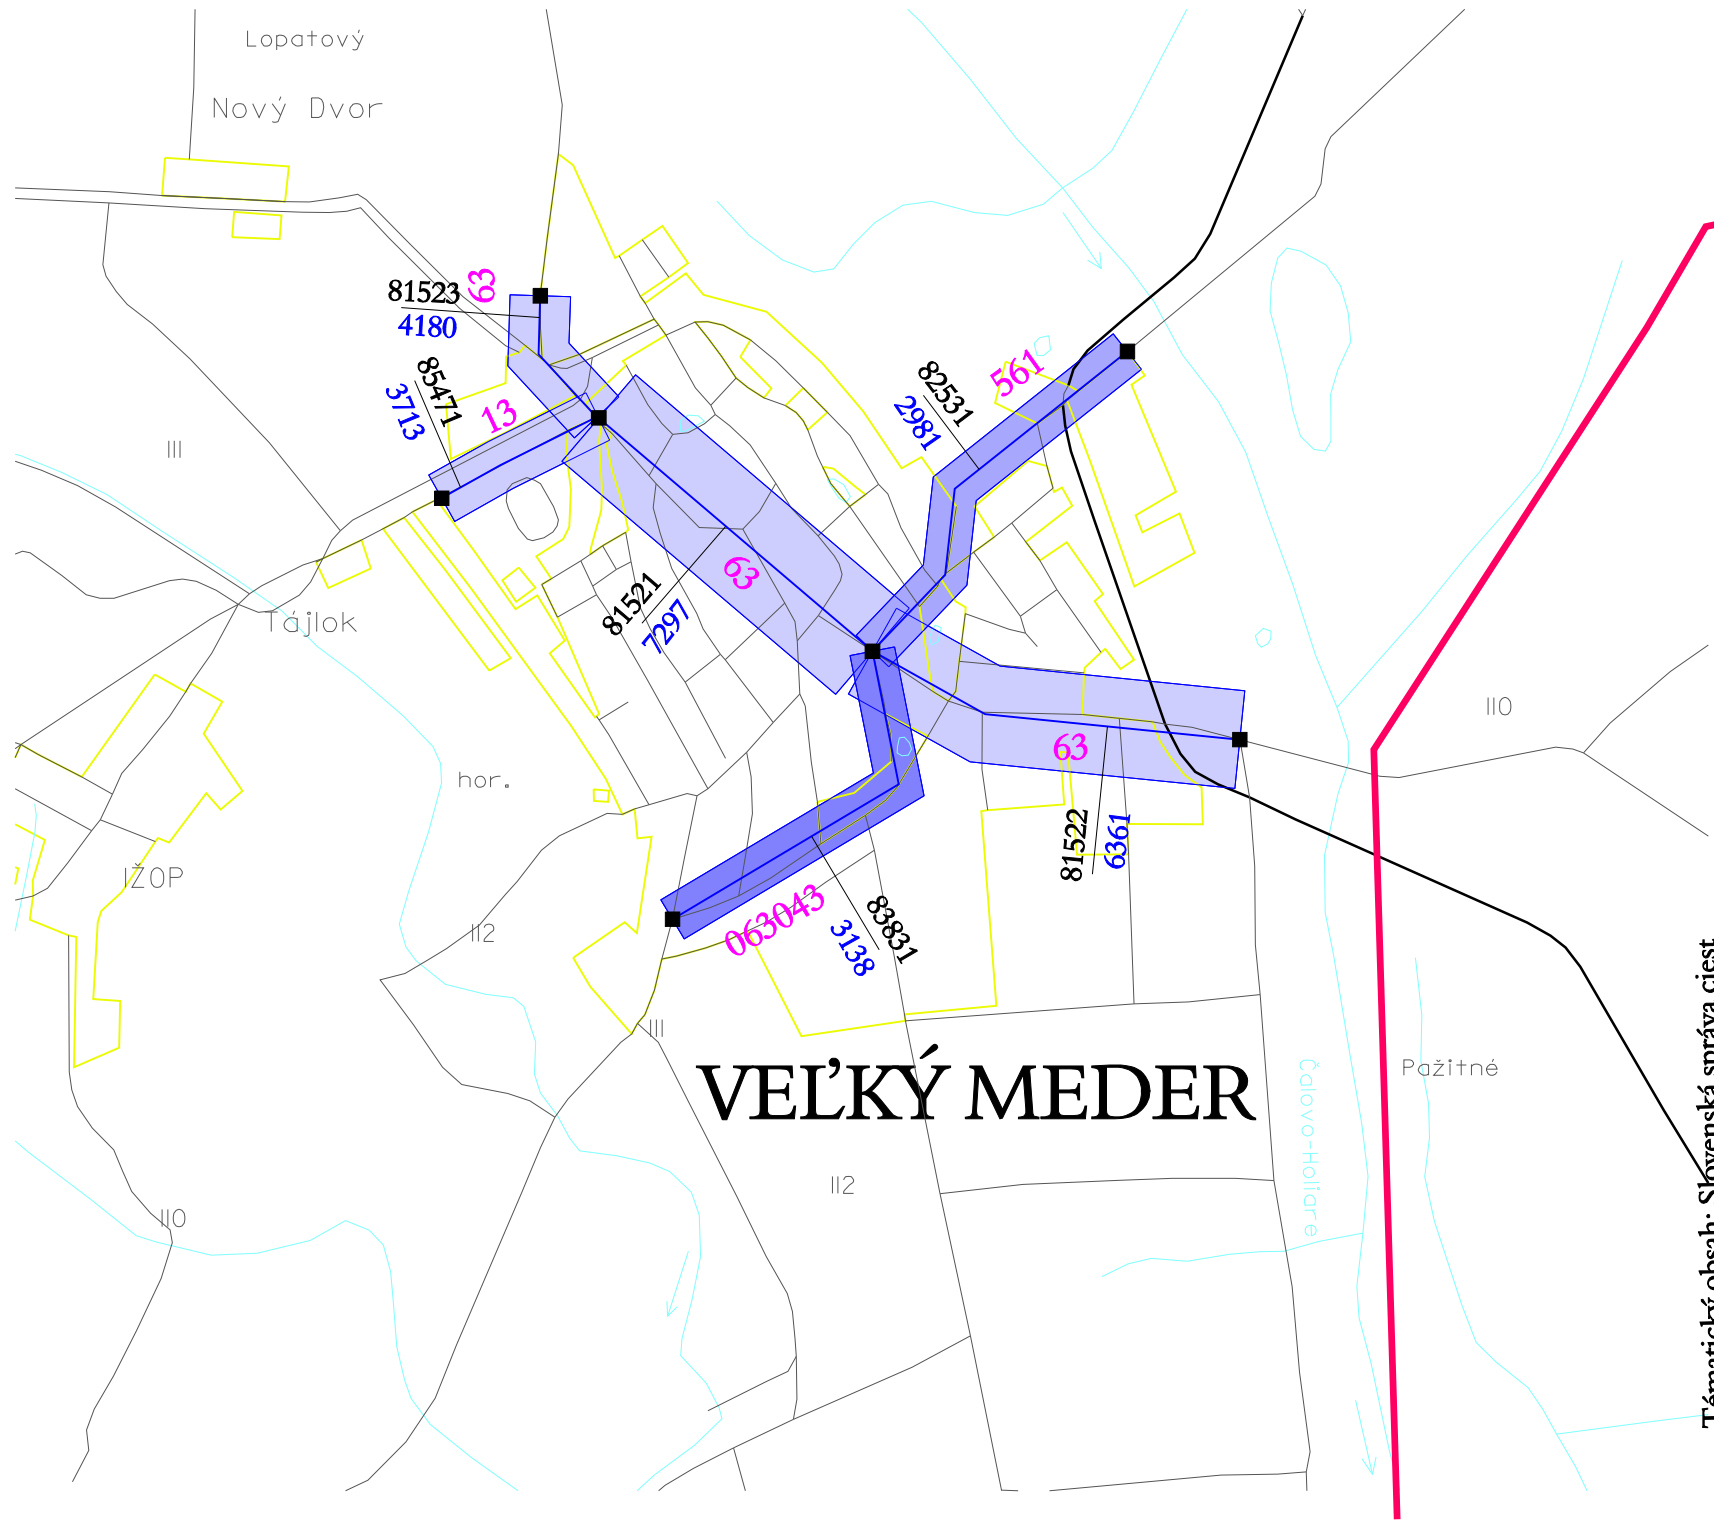 Lopatový
Nový Dvor
63
81523
4180
85471
3713
13
561
82531
2981
III
63
81521
7297
Tájlok
63
81522
6361
II0
hor.
IŽOP
II2
063043
83831
3138
III
VEĽKÝ MEDER
Pažitné
Čalovo-Holiare
II2
II0
Tématický obsah: Slovenská správa ciest